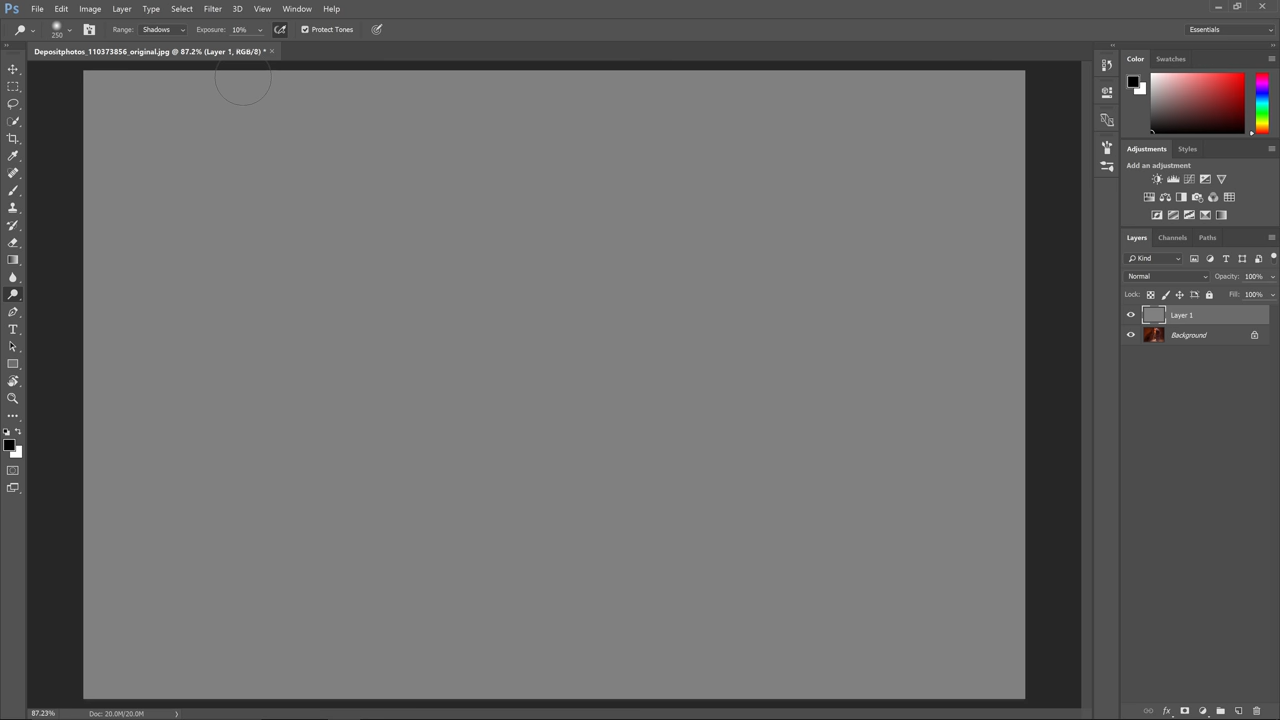 Ps File Edit Image Layer Type Select Filter 3D View Window Help
250 Range: Shadows Exposure: 10% Protect Tones Essentials
Depositphotos_110373856_original.jpg @ 87.2% (Layer 1, RGB/8) * ×
Color Swatches
Adjustments Styles
Add an adjustment
Layers Channels Paths
Kind
Normal Opacity: 100%
Lock: Fill: 100%
Layer 1
Background
87.23% Doc: 20.0M/20.0M